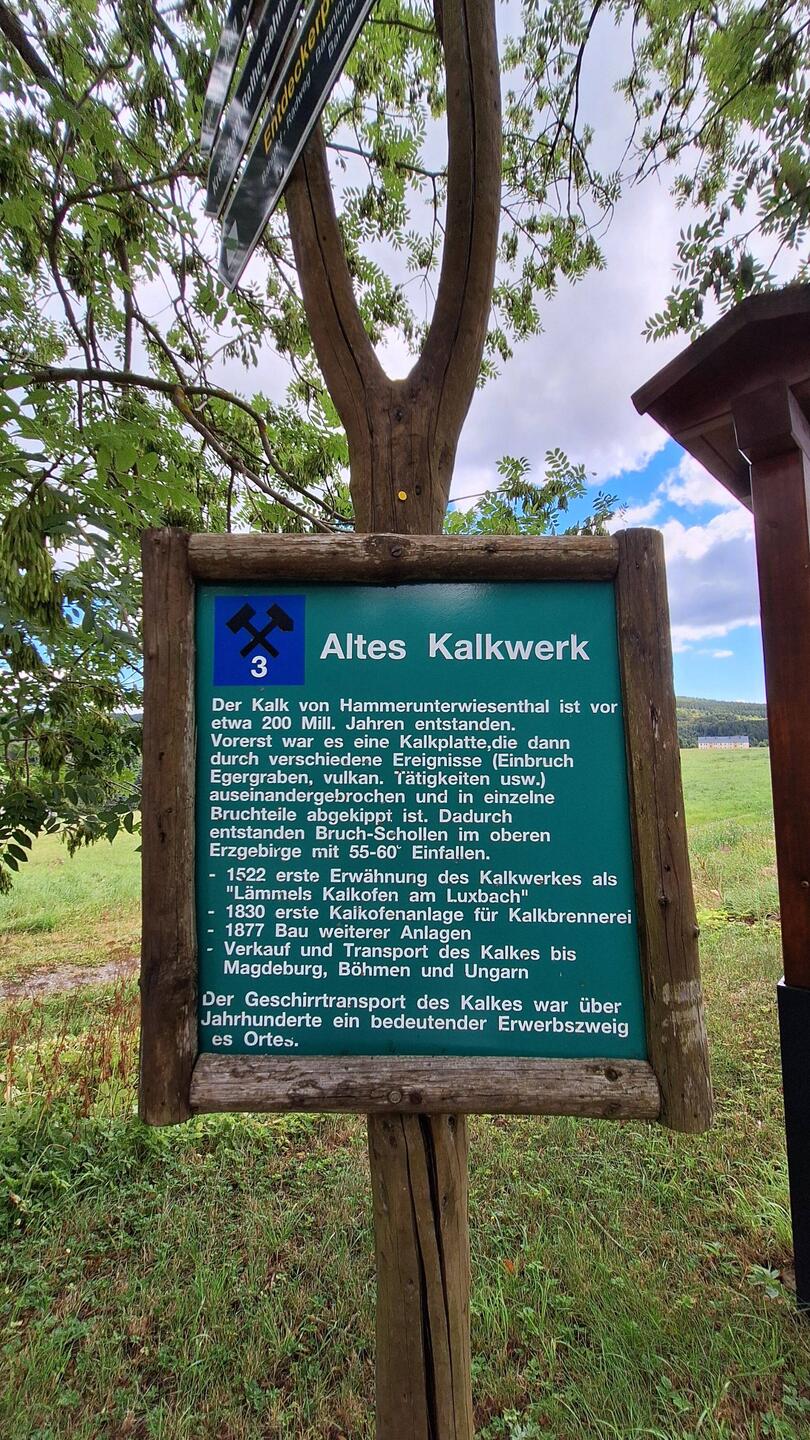 Entdeckerp
3
Altes Kalkwerk
Der Kalk von Hammerunterwiesenthal ist vor
etwa 200 Mill. Jahren entstanden.
Vorerst war es eine Kalkplatte,die dann
durch verschiedene Ereignisse (Einbruch
Egergraben, vulkan. Tätigkeiten usw.)
auseinandergebrochen und in einzelne
Bruchteile abgekippt ist. Dadurch
entstanden Bruch-Schollen im oberen
Erzgebirge mit 55-60° Einfallen.
- 1522 erste Erwähnung des Kalkwerkes als
"Lämmels Kalkofen am Luxbach"
- 1830 erste Kalkofenanlage für Kalkbrennerei
- 1877 Bau weiterer Anlagen
- Verkauf und Transport des Kalkes bis
Magdeburg, Böhmen und Ungarn
Der Geschirrtransport des Kalkes war über
Jahrhunderte ein bedeutender Erwerbszweig
es Ortes.